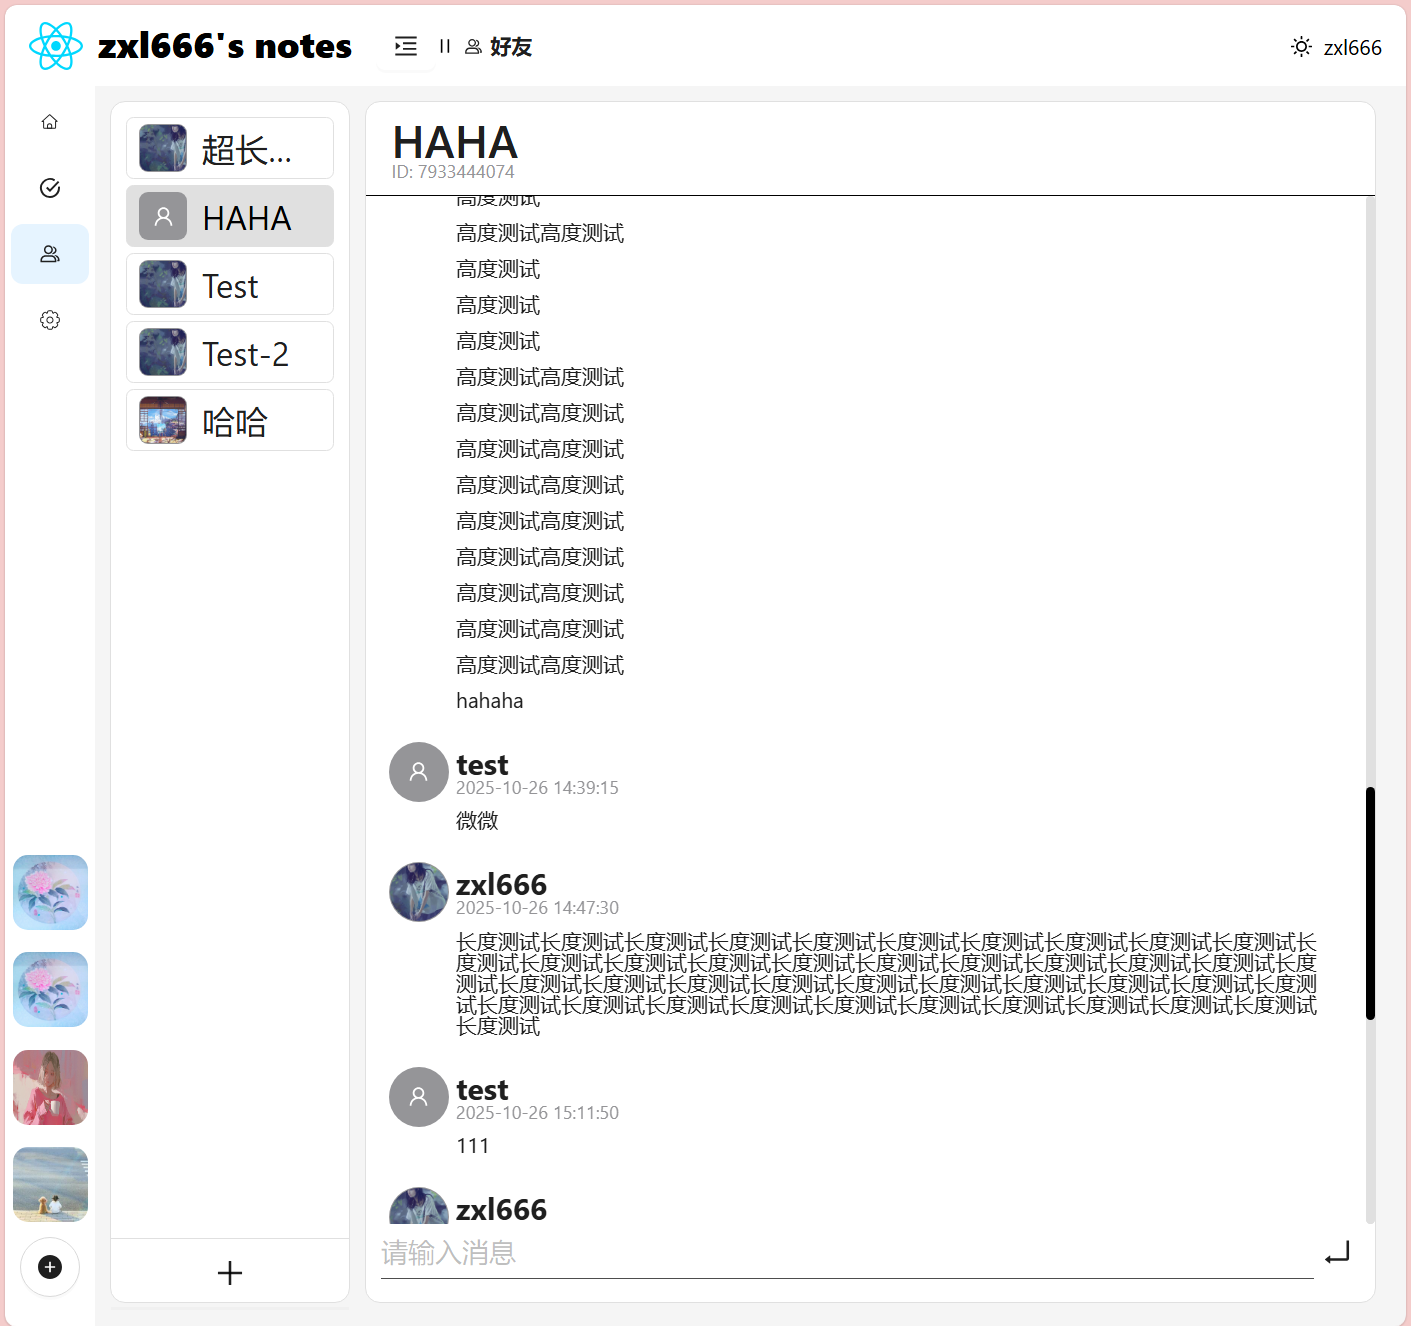 zxl666's notes
好友
zxl666
超长...
HAHA
Test
Test-2
哈哈
HAHA
ID: 7933444074
高度测试
高度测试高度测试
高度测试
高度测试
高度测试
高度测试高度测试
高度测试高度测试
高度测试高度测试
高度测试高度测试
高度测试高度测试
高度测试高度测试
高度测试高度测试
高度测试高度测试
高度测试高度测试
hahaha
test
2025-10-26 14:39:15
微微
zxl666
2025-10-26 14:47:30
长度测试长度测试长度测试长度测试长度测试长度测试长度测试长度测试长度测试长度测试长
度测试长度测试长度测试长度测试长度测试长度测试长度测试长度测试长度测试长度测试长度
测试长度测试长度测试长度测试长度测试长度测试长度测试长度测试长度测试长度测试长度测
试长度测试长度测试长度测试长度测试长度测试长度测试长度测试长度测试长度测试长度测试
长度测试
test
2025-10-26 15:11:50
111
zxl666
请输入消息